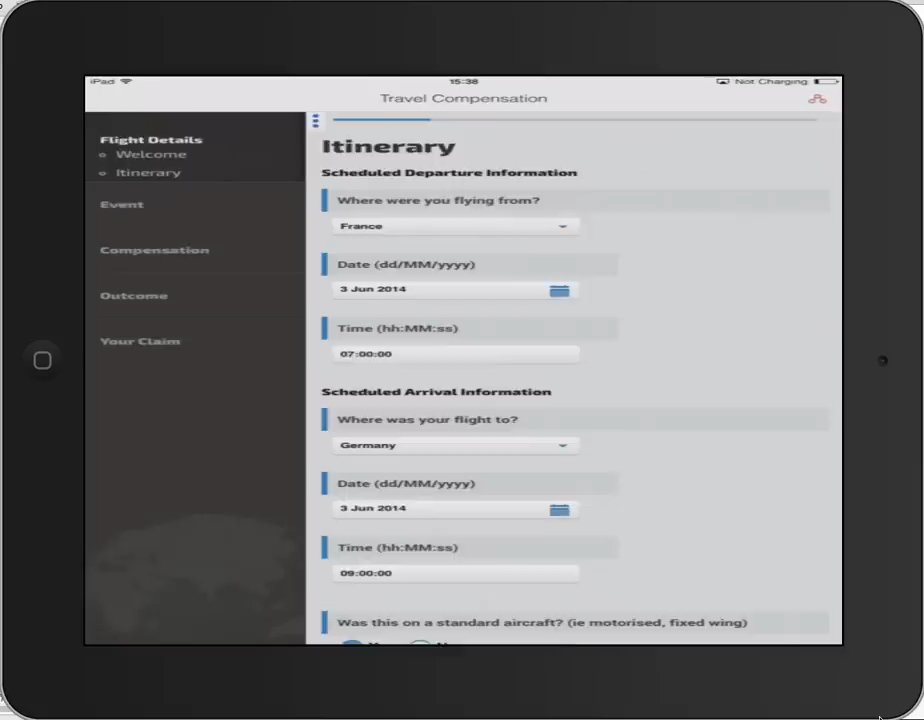 iPad
15:38
Not Charging
Travel Compensation
Flight Details
Welcome
Itinerary
Event
Compensation
Outcome
Your Claim
Itinerary
Scheduled Departure Information
Where were you flying from?
France
Date (dd/MM/yyyy)
3 Jun 2014
Time (hh:MM:ss)
07:00:00
Scheduled Arrival Information
Where was your flight to?
Germany
Date (dd/MM/yyyy)
3 Jun 2014
Time (hh:MM:ss)
09:00:00
Was this on a standard aircraft? (ie motorised, fixed wing)